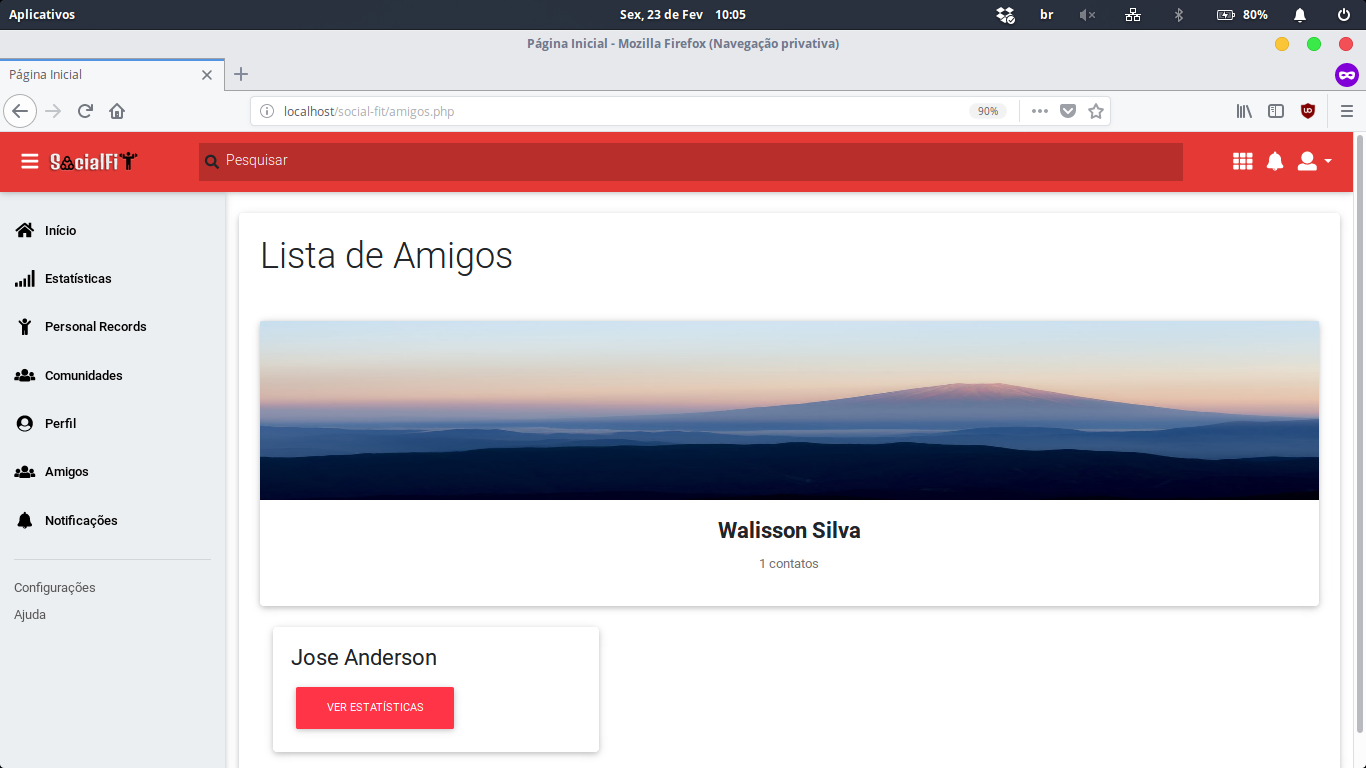 Aplicativos
Sex, 23 de Fev 10:05
br
80%
Página Inicial - Mozilla Firefox (Navegação privativa)
Página Inicial
localhost/social-fit/amigos.php
90%
SocialFit
Pesquisar
Início
Estatísticas
Personal Records
Comunidades
Perfil
Amigos
Notificações
Configurações
Ajuda
Lista de Amigos
Walisson Silva
1 contatos
Jose Anderson
VER ESTATÍSTICAS